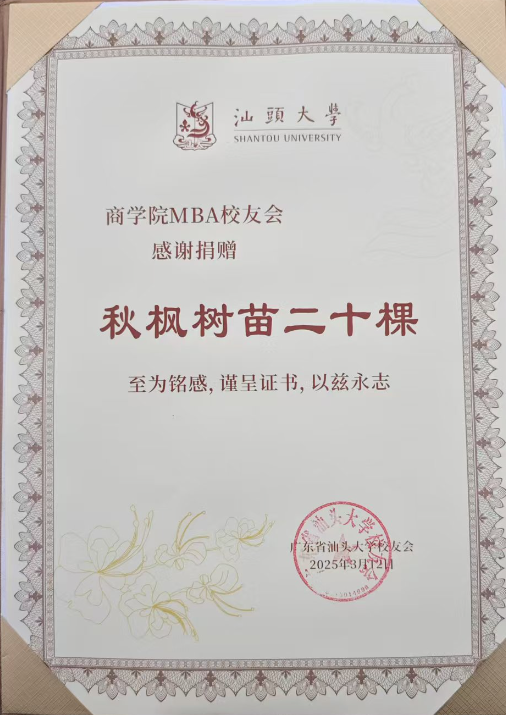 汕頭大學
SHANTOU UNIVERSITY
商学院MBA校友会
感谢捐赠
秋枫树苗二十棵
至为铭感, 谨呈证书, 以兹永志
广东省汕头大学校友会
2025年3月12日